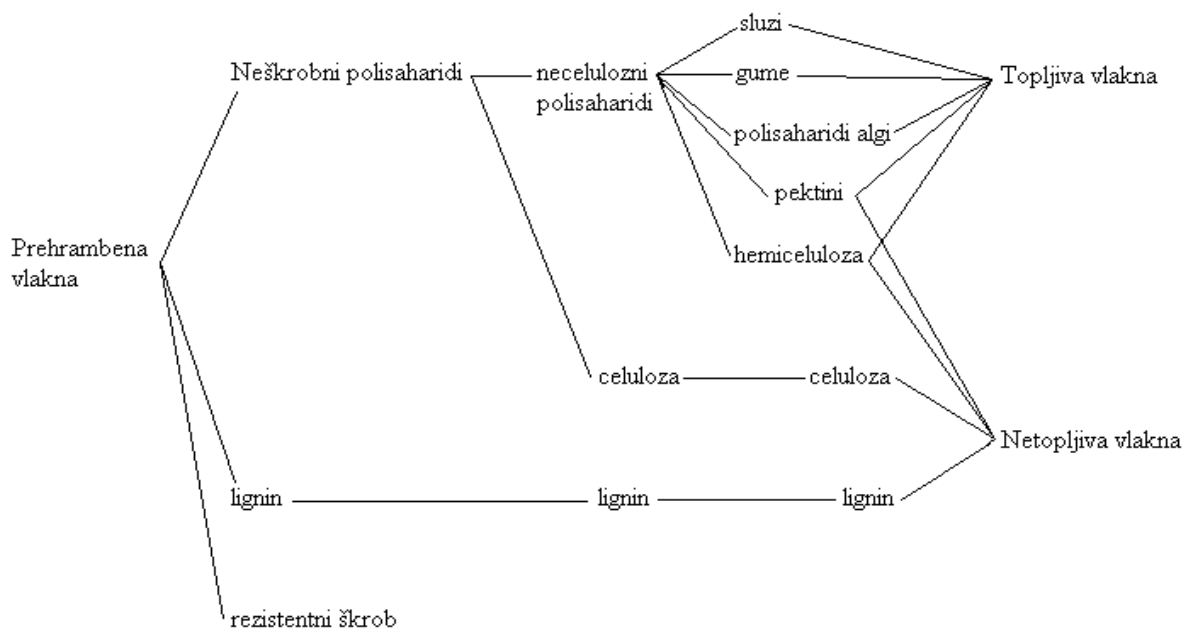 sluzi
Neškrobni polisaharidi
necelulozni
polisaharidi
gume
Topljiva vlakna
polisaharidi algi
pektini
Prehrambena
vlakna
hemiceluloza
celuloza
celuloza
Netopljiva vlakna
lignin
lignin
lignin
rezistentni škrob